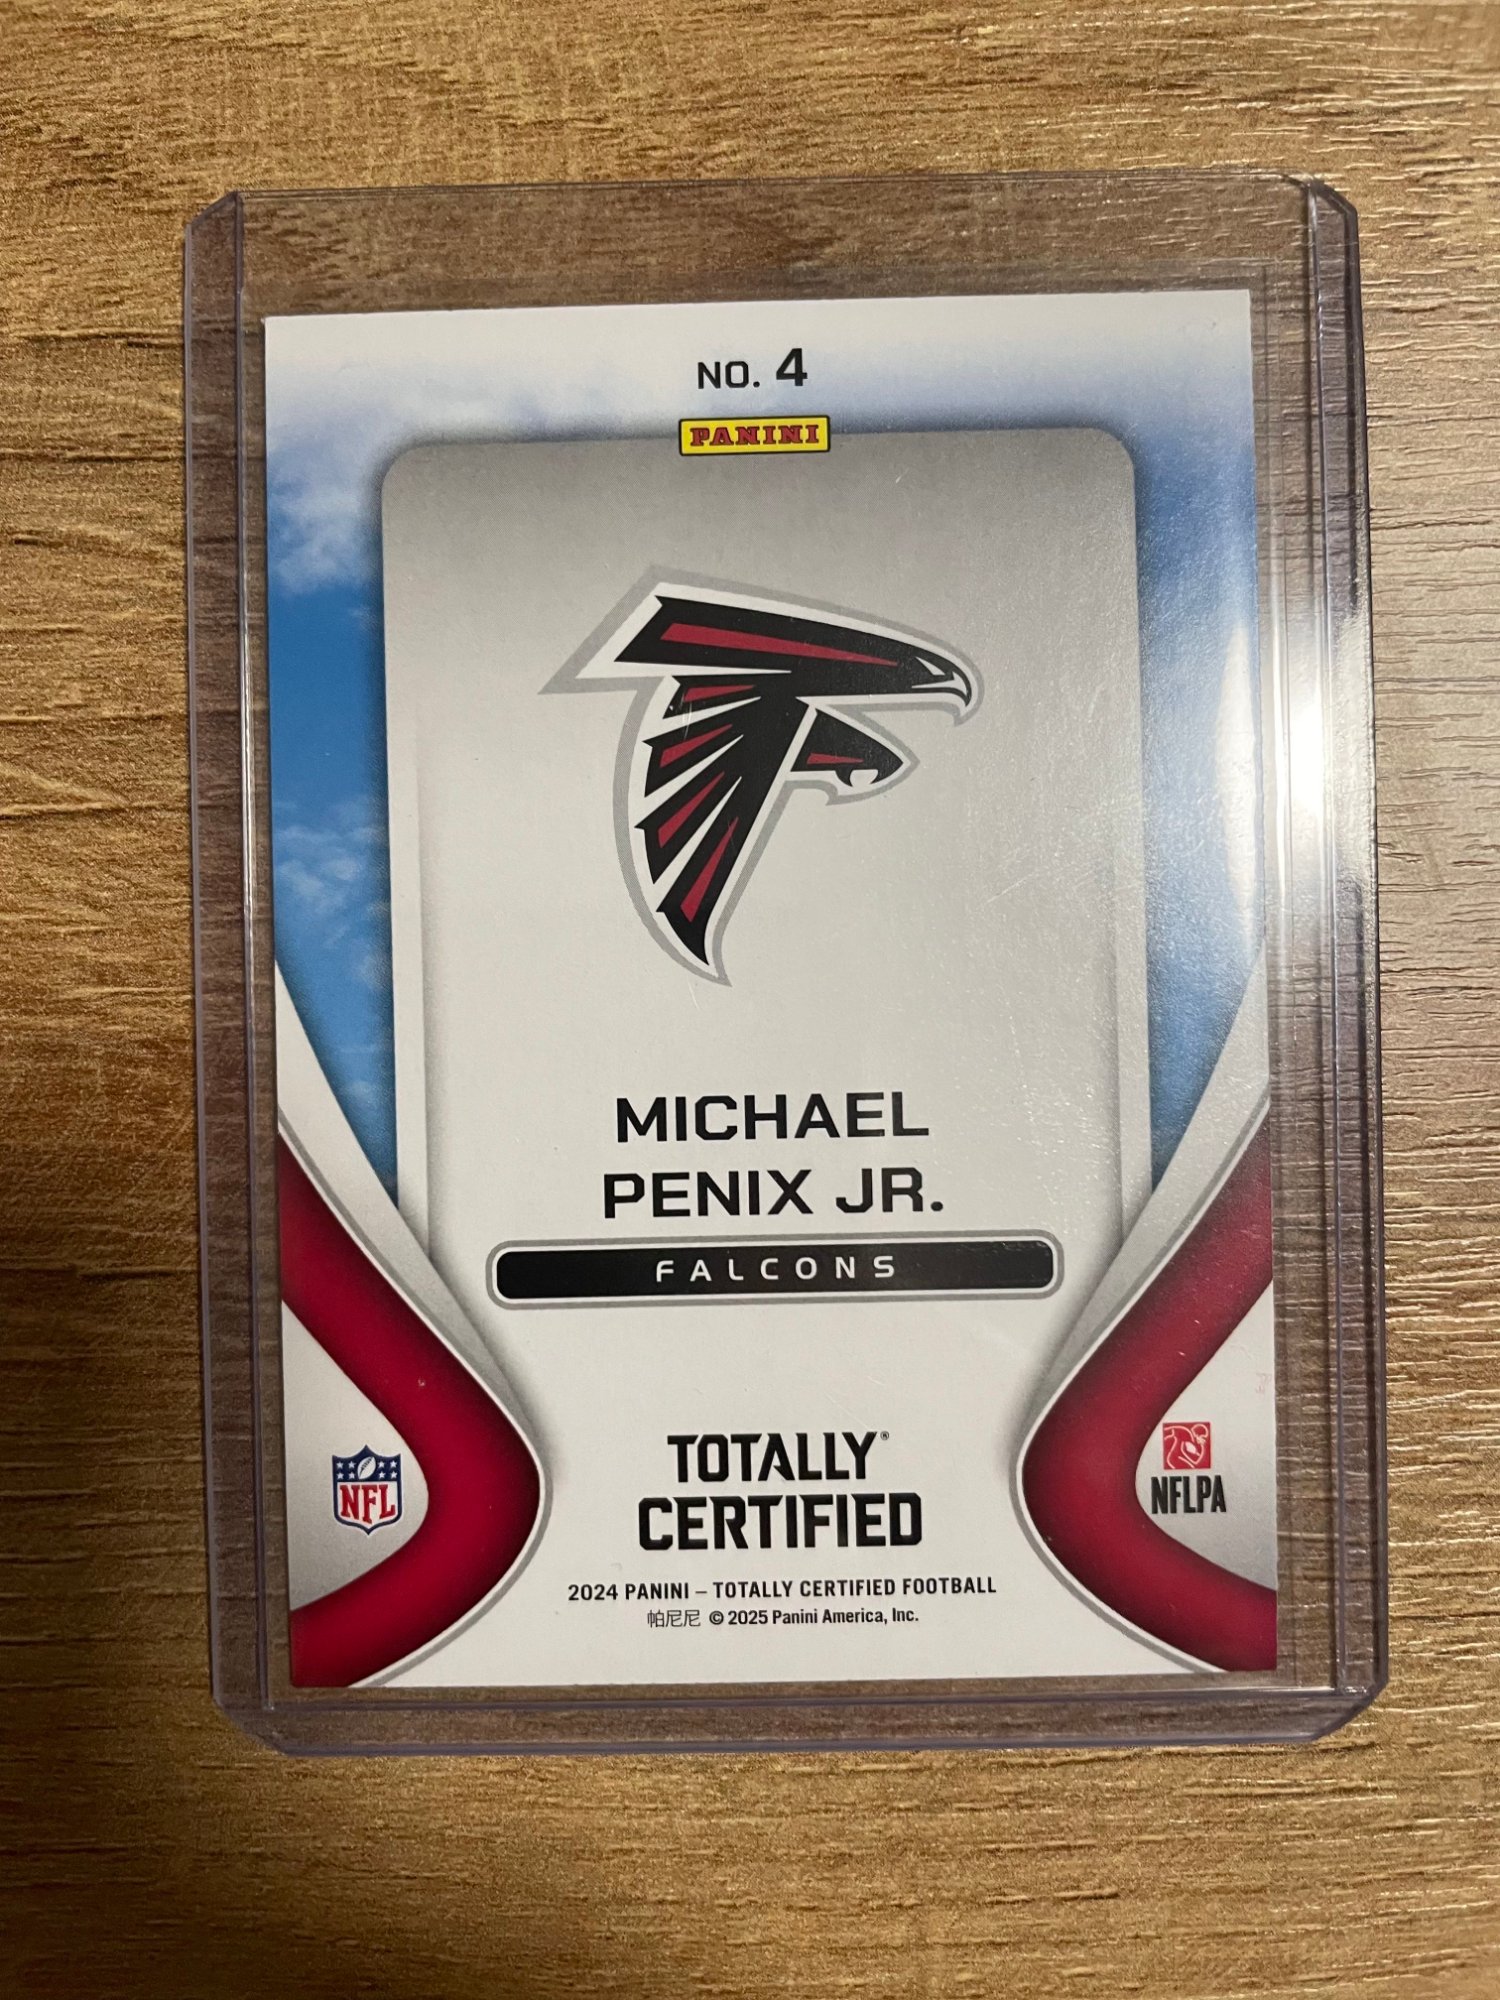 NO. 4
PANINI
MICHAEL
PENIX JR.
FALCONS
TOTALLY®
CERTIFIED
NFL
NFLPA
2024 PANINI – TOTALLY CERTIFIED FOOTBALL
帕尼尼 © 2025 Panini America, Inc.